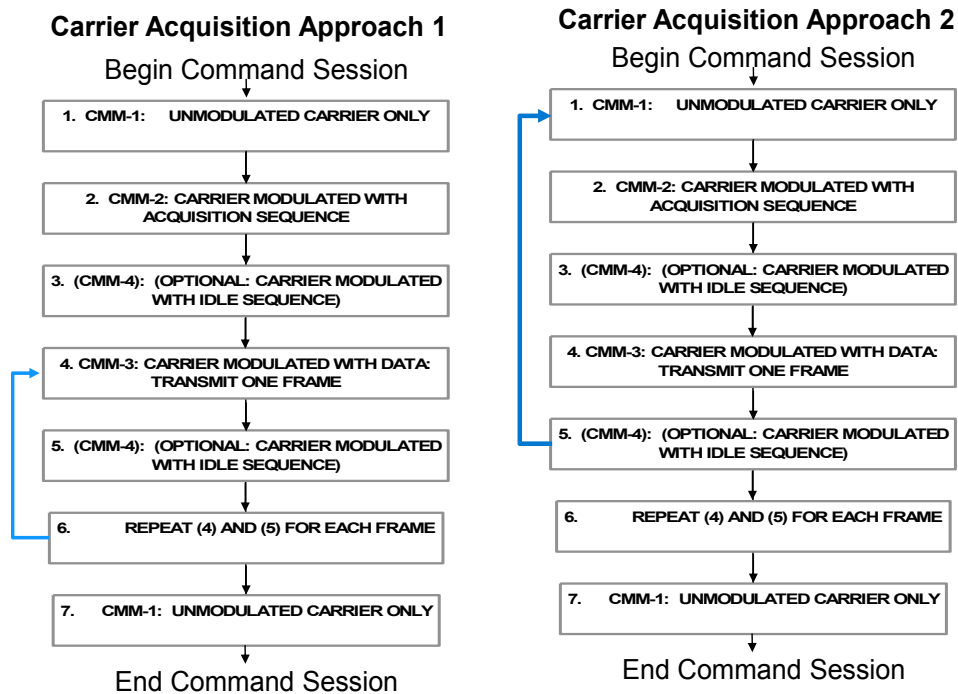 Carrier Acquisition Approach 1
Begin Command Session
1. CMM-1: UNMODULATED CARRIER ONLY
2. CMM-2: CARRIER MODULATED WITH
ACQUISITION SEQUENCE
3. (CMM-4): (OPTIONAL: CARRIER MODULATED
WITH IDLE SEQUENCE)
4. CMM-3: CARRIER MODULATED WITH DATA:
TRANSMIT ONE FRAME
5. (CMM-4): (OPTIONAL: CARRIER MODULATED
WITH IDLE SEQUENCE)
6. REPEAT (4) AND (5) FOR EACH FRAME
7. CMM-1: UNMODULATED CARRIER ONLY
End Command Session
Carrier Acquisition Approach 2
Begin Command Session
1. CMM-1: UNMODULATED CARRIER ONLY
2. CMM-2: CARRIER MODULATED WITH
ACQUISITION SEQUENCE
3. (CMM-4): (OPTIONAL: CARRIER MODULATED
WITH IDLE SEQUENCE)
4. CMM-3: CARRIER MODULATED WITH DATA:
TRANSMIT ONE FRAME
5. (CMM-4): (OPTIONAL: CARRIER MODULATED
WITH IDLE SEQUENCE)
6. REPEAT (4) AND (5) FOR EACH FRAME
7. CMM-1: UNMODULATED CARRIER ONLY
End Command Session